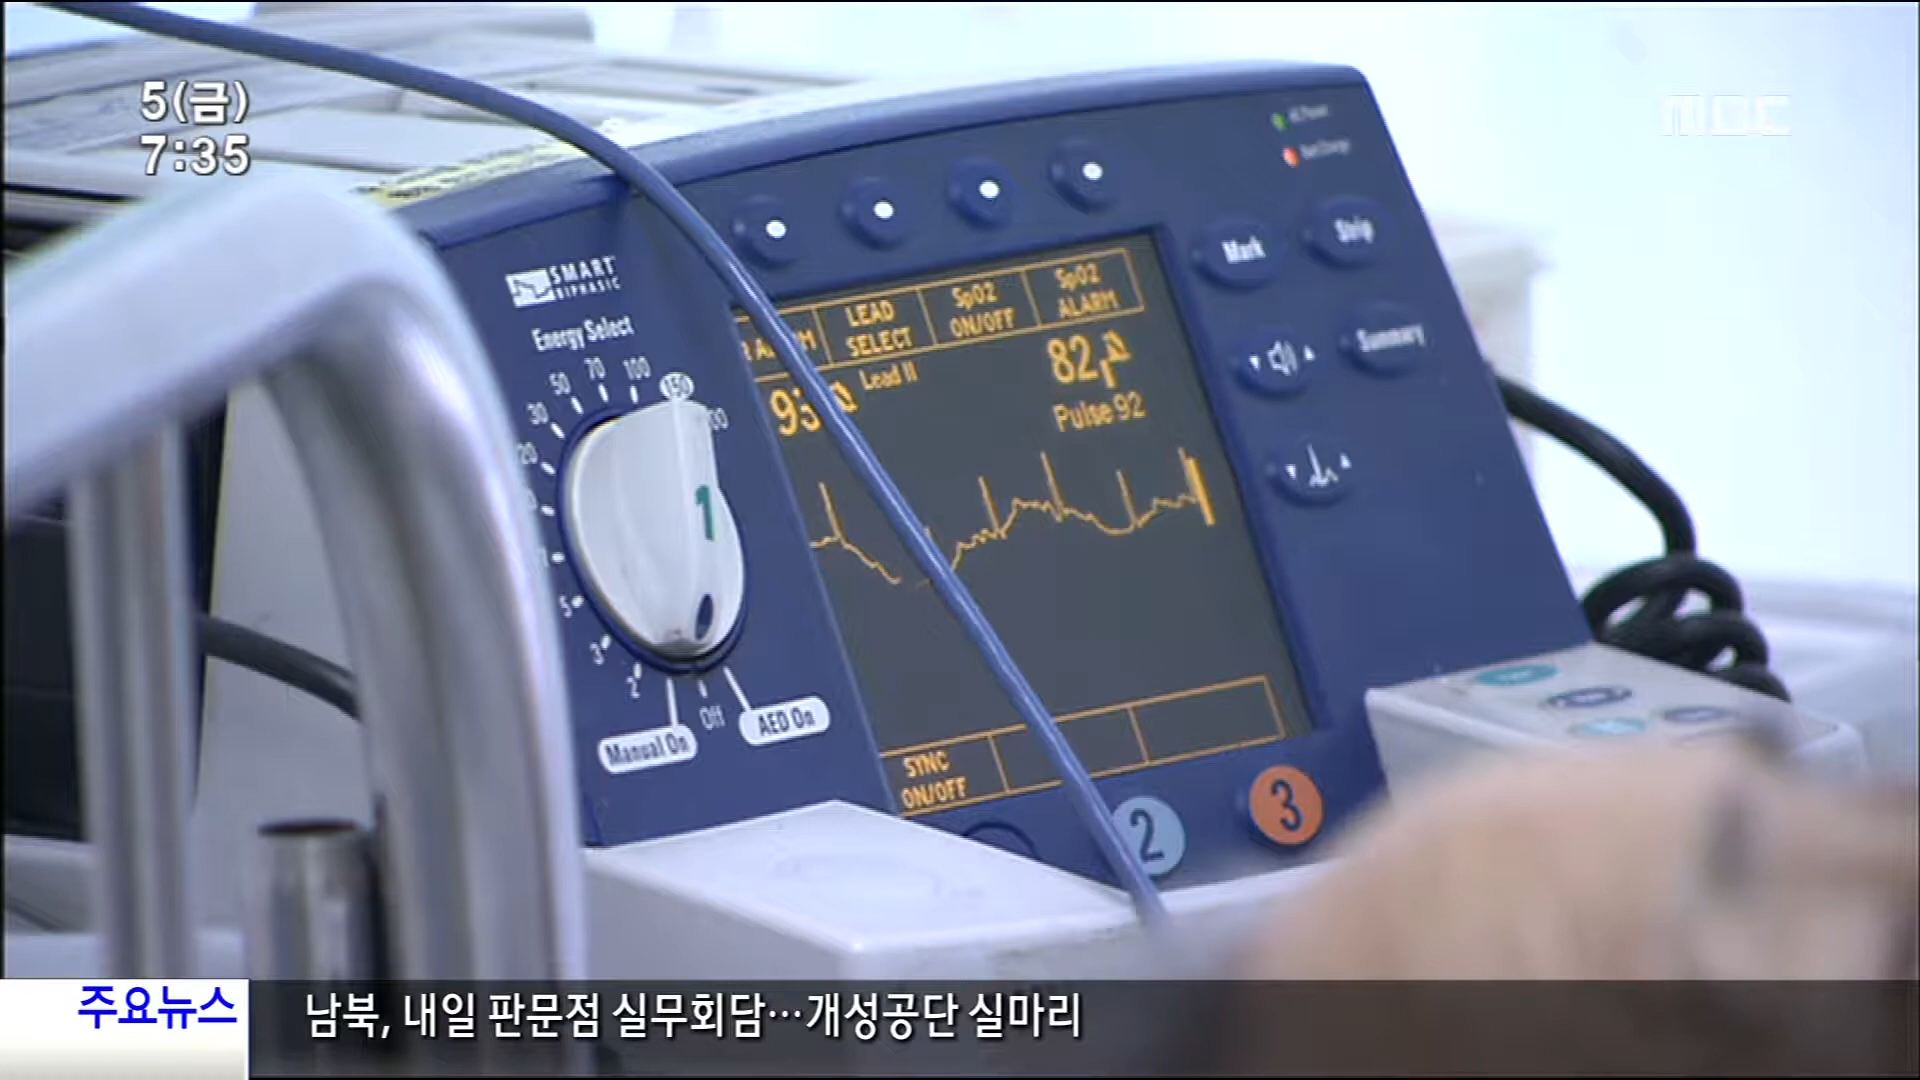 5(금)
7:35
MBC
SMART
BIPHASIC
Energy Select
50 70 100 150
30
20
5
3
2
Manual On
Off
AED On
1
LEAD
SELECT
SpO2
ON/OFF
SpO2
ALARM
93
Lead II
82
Pulse 92
SYNC
ON/OFF
Mark
Strip
Summary
2
3
주요뉴스
남북, 내일 판문점 실무회담…개성공단 실마리